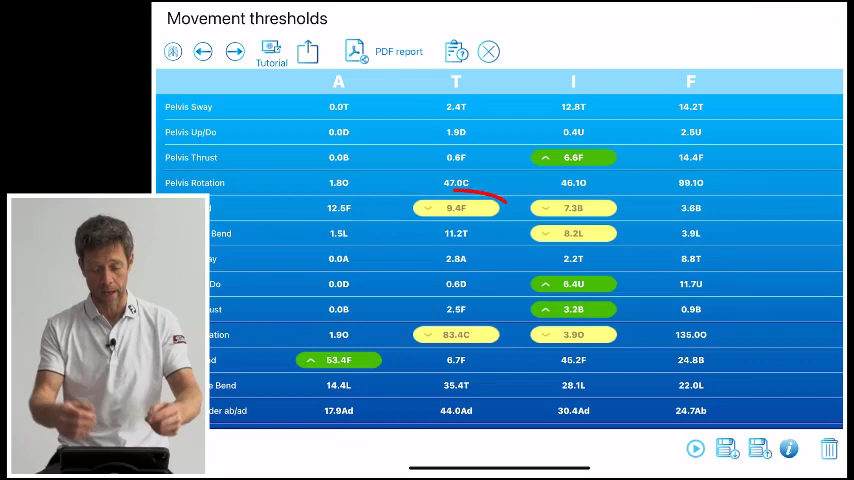 Movement thresholds
Tutorial
PDF report
A T I F
Pelvis Sway 0.0T 2.4T 12.8T 14.2T
Pelvis Up/Do 0.0D 1.9D 0.4U 2.5U
Pelvis Thrust 0.0B 0.6F 6.6F 14.4F
Pelvis Rotation 1.8O 47.0C 46.1O 99.1O
d 12.5F 9.4F 7.3B 3.6B
Bend 1.5L 11.2T 8.2L 3.9L
ay 0.0A 2.8A 2.2T 8.8T
Do 0.0D 0.6D 6.4U 11.7U
ust 0.0B 2.5F 3.2B 0.9B
ation 1.9O 83.4C 3.9O 135.0O
nd 53.4F 6.7F 45.2F 24.8B
e Bend 14.4L 35.4T 28.1L 22.0L
der ab/ad 17.9Ad 44.0Ad 30.4Ad 24.7Ab